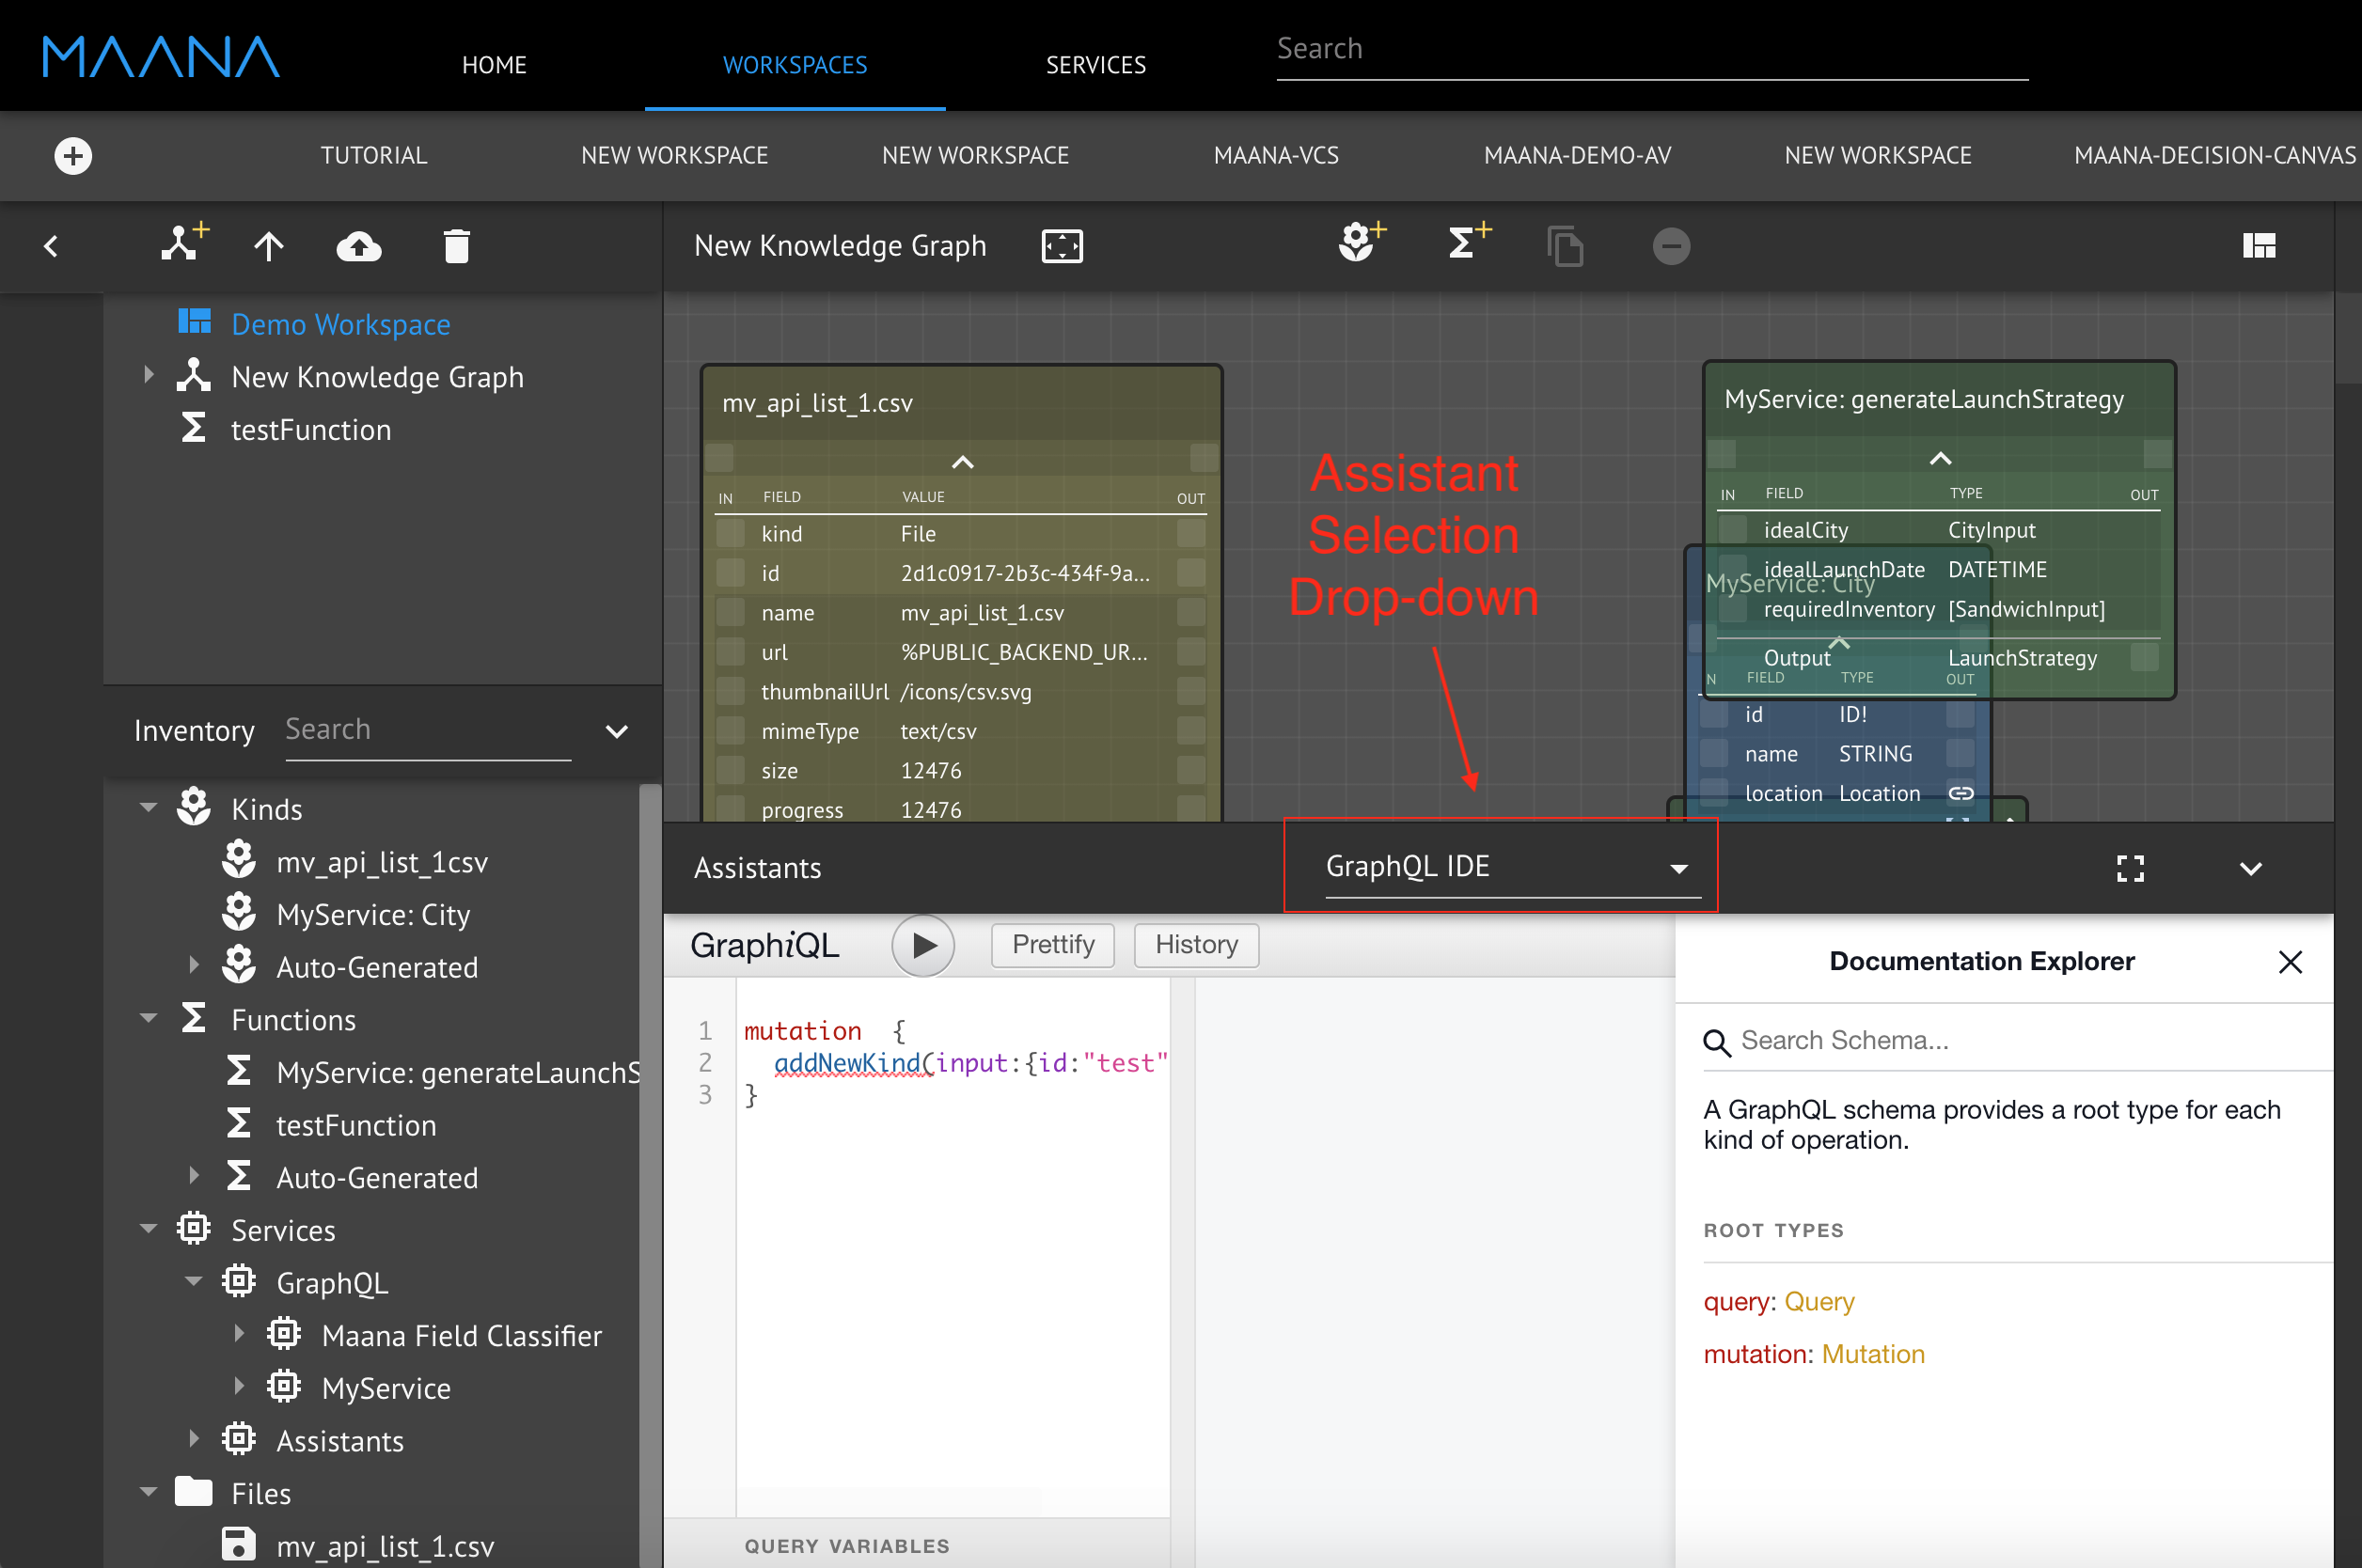 MAANA
HOME
WORKSPACES
SERVICES
Search
TUTORIAL
NEW WORKSPACE
NEW WORKSPACE
MAANA-VCS
MAANA-DEMO-AV
NEW WORKSPACE
MAANA-DECISION-CANVAS
New Knowledge Graph
Demo Workspace
New Knowledge Graph
testFunction
Inventory
Search
Kinds
mv_api_list_1csv
MyService: City
Auto-Generated
Functions
MyService: generateLaunchS
testFunction
Auto-Generated
Services
GraphQL
Maana Field Classifier
MyService
Assistants
Files
mv_api_list_1.csv
mv_api_list_1.csv
IN FIELD VALUE OUT
kind File
id 2d1c0917-2b3c-434f-9a...
name mv_api_list_1.csv
url %PUBLIC_BACKEND_UR...
thumbnailUrl /icons/csv.svg
mimeType text/csv
size 12476
progress 12476
Assistant
Selection
Drop-down
MyService: generateLaunchStrategy
IN FIELD TYPE OUT
idealCity CityInput
idealLaunchDate DATETIME
requiredInventory [SandwichInput]
Output LaunchStrategy
MyService: City
N FIELD TYPE OUT
id ID!
name STRING
location Location
Assistants
GraphQL IDE
GraphiQL
Prettify
History
1 mutation {
2 addNewKind(input:{id:"test"
3 }
QUERY VARIABLES
Documentation Explorer
Search Schema...
A GraphQL schema provides a root type for each
kind of operation.
ROOT TYPES
query: Query
mutation: Mutation